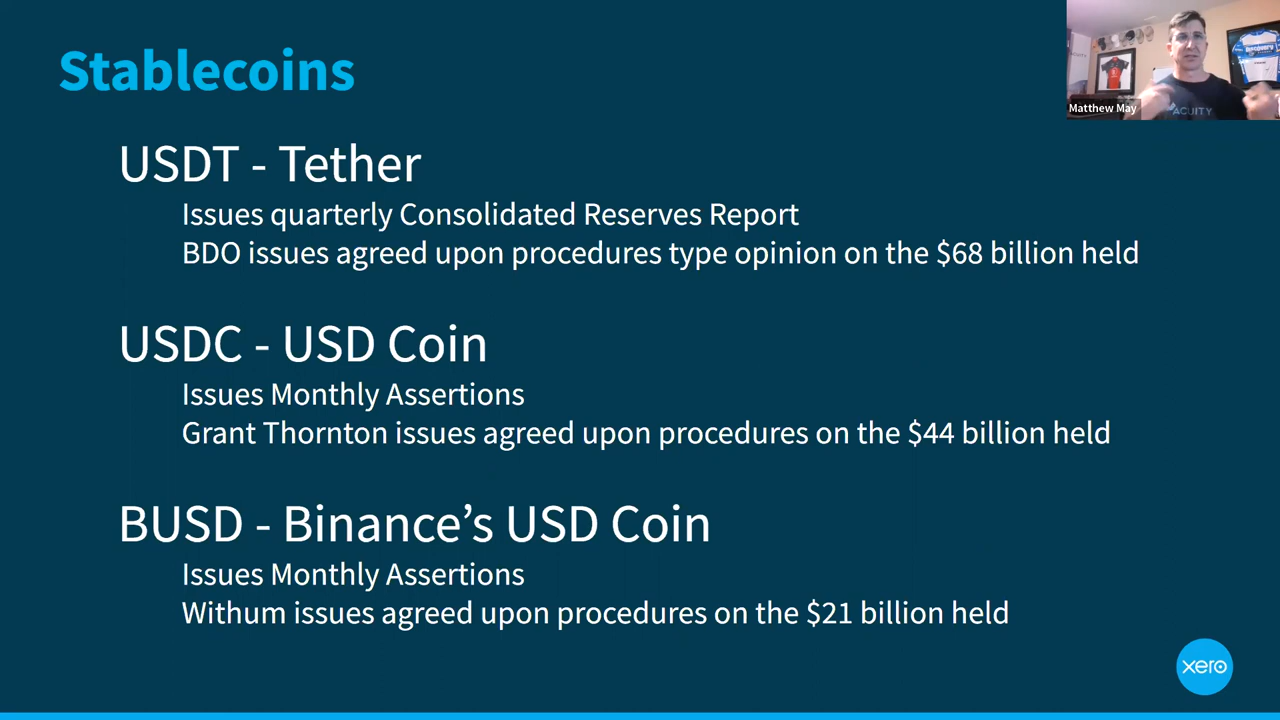 Stablecoins
USDT - Tether
Issues quarterly Consolidated Reserves Report
BDO issues agreed upon procedures type opinion on the $68 billion held
USDC - USD Coin
Issues Monthly Assertions
Grant Thornton issues agreed upon procedures on the $44 billion held
BUSD - Binance’s USD Coin
Issues Monthly Assertions
Withum issues agreed upon procedures on the $21 billion held
Matthew May
ACUITY
Discovery
xero